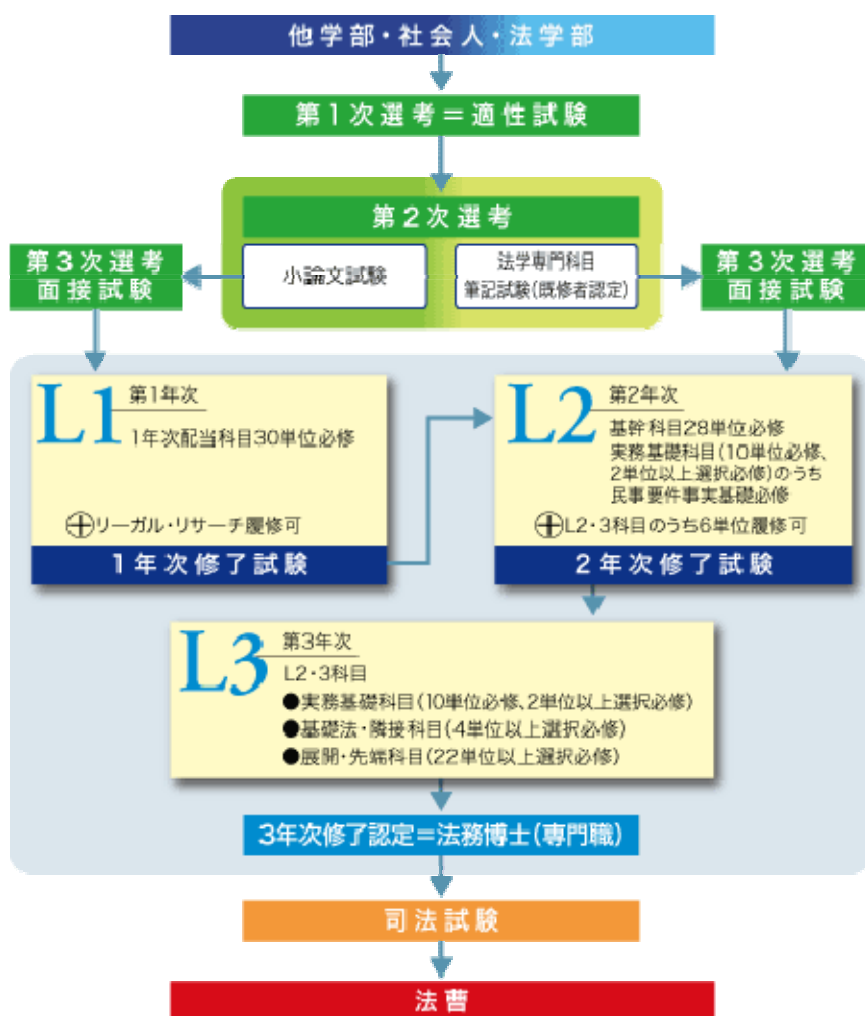 他学部・社会人・法学部
第1次選考＝適性試験
第2次選考
小論文試験
法学専門科目
筆記試験(既修者認定)
第3次選考
面接試験
第3次選考
面接試験
L1
第1年次
1年次配当科目30単位必修
⊕リーガル・リサーチ履修可
1年次修了試験
L2
第2年次
基幹科目28単位必修
実務基礎科目(10単位必修、
2単位以上選択必修)のうち
民事要件事実基礎必修
⊕L2・3科目のうち6単位履修可
2年次修了試験
L3
第3年次
L2・3科目
●実務基礎科目(10単位必修、2単位以上選択必修)
●基礎法・隣接科目(4単位以上選択必修)
●展開・先端科目(22単位以上選択必修)
3年次修了認定＝法務博士(専門職)
司法試験
法曹